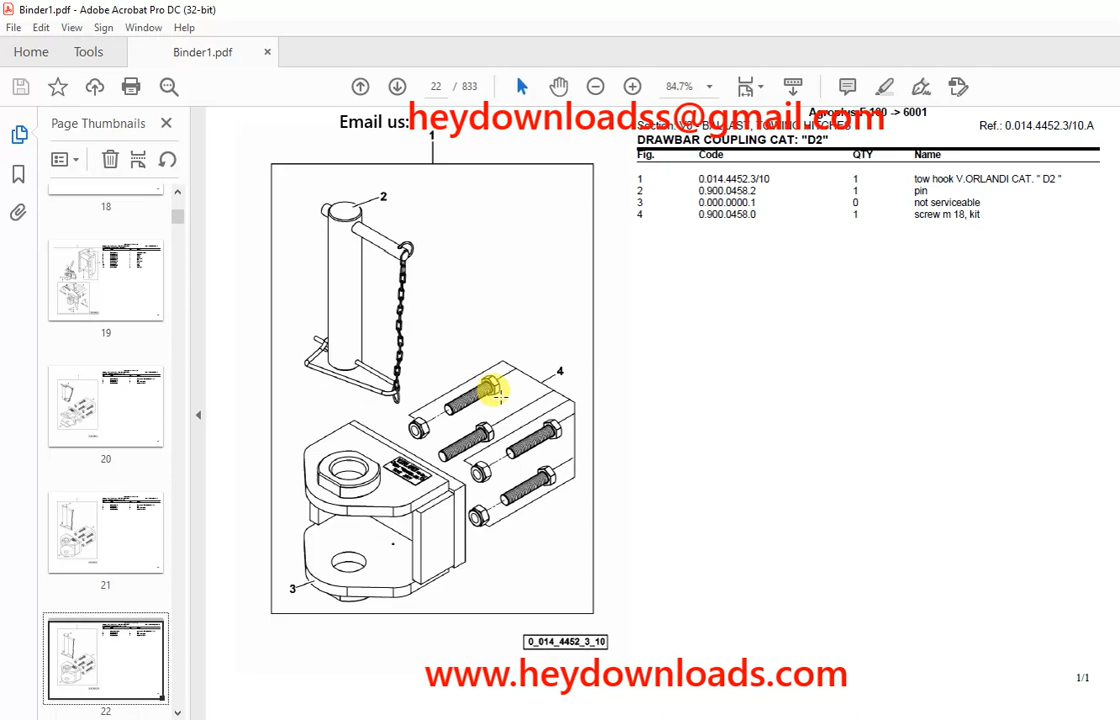 Binder1.pdf - Adobe Acrobat Pro DC (32-bit)
File Edit View Sign Window Help
Home Tools Binder1.pdf ×
22 / 833 84.7%
Page Thumbnails
18
19
20
21
22
Email us: heydownloadss@gmail.com
Agroplus F 100 -> 6001
Ref.: 0.014.4452.3/10.A
DRAWBAR COUPLING CAT: "D2"
Fig. Code QTY Name
1 0.014.4452.3/10 1 tow hook V.ORLANDI CAT. " D2 "
2 0.900.0458.2 1 pin
3 0.000.0000.1 0 not serviceable
4 0.900.0458.0 1 screw m 18, kit
1
2
4
3
0_014_4452_3_10
www.heydownloads.com
1/1